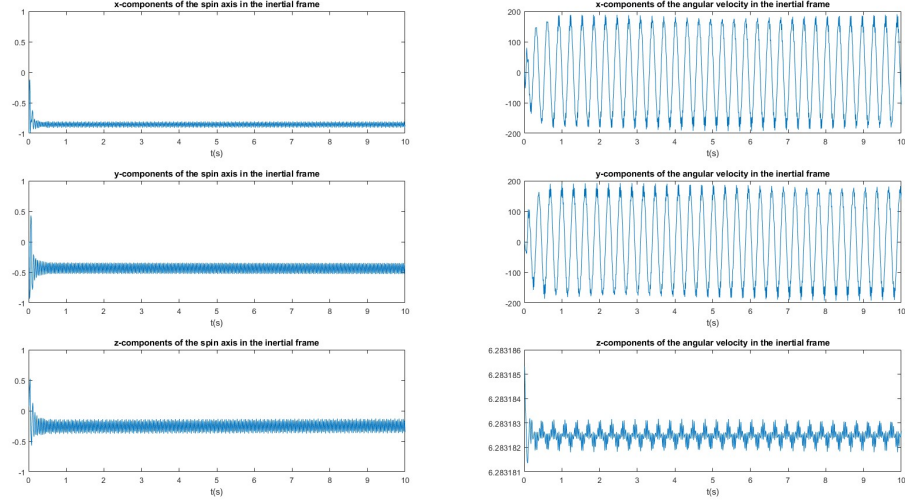 x-components of the spin axis in the inertial frame
1
0.5
0
-0.5
-1
0 1 2 3 4 5 6 7 8 9 10
t(s)
x-components of the angular velocity in the inertial frame
200
100
0
-100
-200
0 1 2 3 4 5 6 7 8 9 10
t(s)
y-components of the spin axis in the inertial frame
1
0.5
0
-0.5
-1
0 1 2 3 4 5 6 7 8 9 10
t(s)
y-components of the angular velocity in the inertial frame
200
100
0
-100
-200
0 1 2 3 4 5 6 7 8 9 10
t(s)
z-components of the spin axis in the inertial frame
1
0.5
0
-0.5
-1
0 1 2 3 4 5 6 7 8 9 10
t(s)
z-components of the angular velocity in the inertial frame
6.283186
6.283185
6.283184
6.283183
6.283182
6.283181
0 1 2 3 4 5 6 7 8 9 10
t(s)